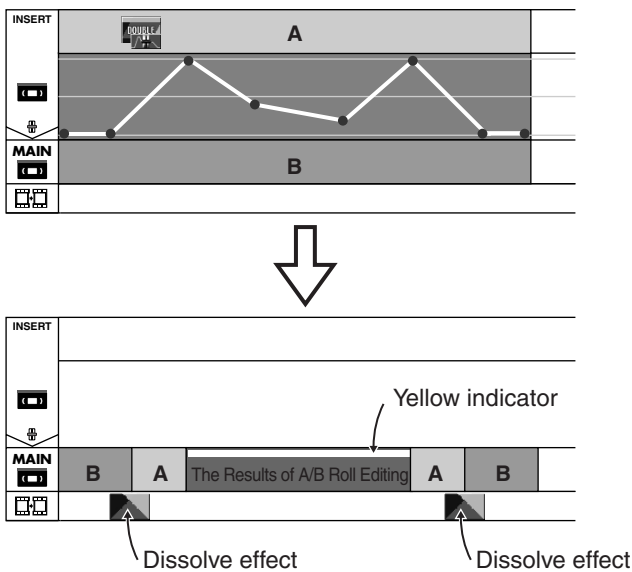 INSERT
DOUBLE
A
MAIN
B
INSERT
Yellow indicator
MAIN
B A The Results of A/B Roll Editing A B
Dissolve effect Dissolve effect